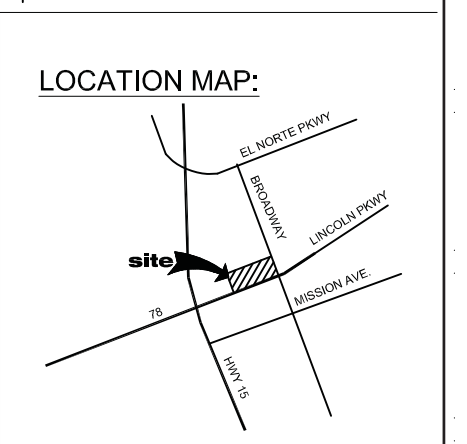 LOCATION MAP:
EL NORTE PKWY
BROADWAY
LINCOLN PKWY
site
MISSION AVE.
78
HWY 15